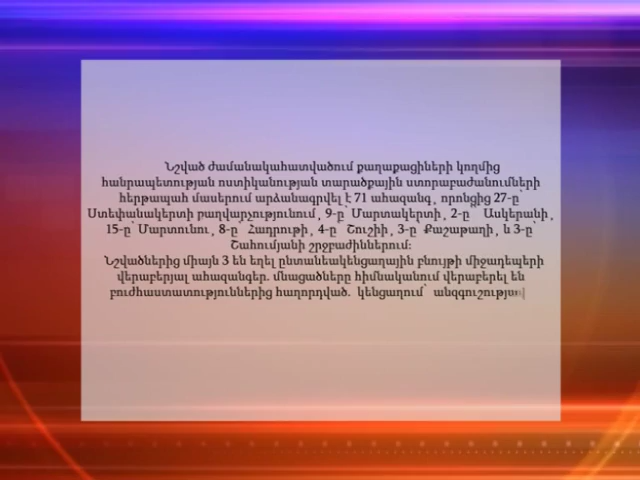 Նշված ժամանակահատվածում քաղաքացիների կողմից
հանրապետության ոստիկանության տարածքային ստորաբաժանումների
հերթապահ մասերում արձանագրվել է 71 ահազանգ, որոնցից 27-ը՝
Ստեփանակերտի քաղվարչությունում, 9-ը՝ Մարտակերտի, 2-ը՝ Ասկերանի,
15-ը՝ Մարտունու, 8-ը՝ Հադրութի, 4-ը՝ Շուշիի, 3-ը՝ Քաշաթաղի, և 3-ը՝
Շահումյանի շրջբաժիններում:
Նշվածներից միայն 3 են եղել ընտանեակենցաղային բնույթի միջադեպերի
վերաբերյալ ահազանգեր. մնացածները հիմնականում վերաբերել են
բուժհաստատություններից հաղորդված. կենցաղում՝ անզգուշությամ